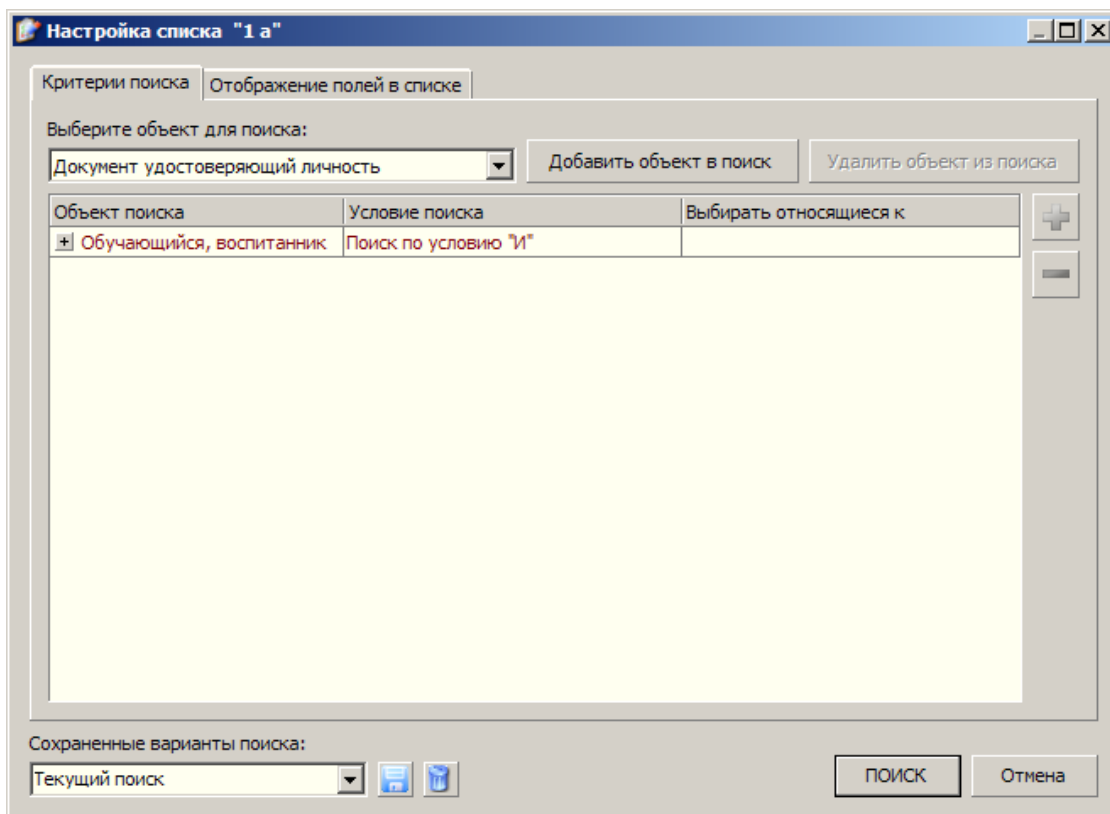 Настройка списка "1 а"
Критерии поиска Отображение полей в списке
Выберите объект для поиска:
Документ удостоверяющий личность Добавить объект в поиск Удалить объект из поиска
Объект поиска Условие поиска Выбирать относящиеся к
Обучающийся, воспитанник Поиск по условию "И"
Сохраненные варианты поиска:
Текущий поиск ПОИСК Отмена